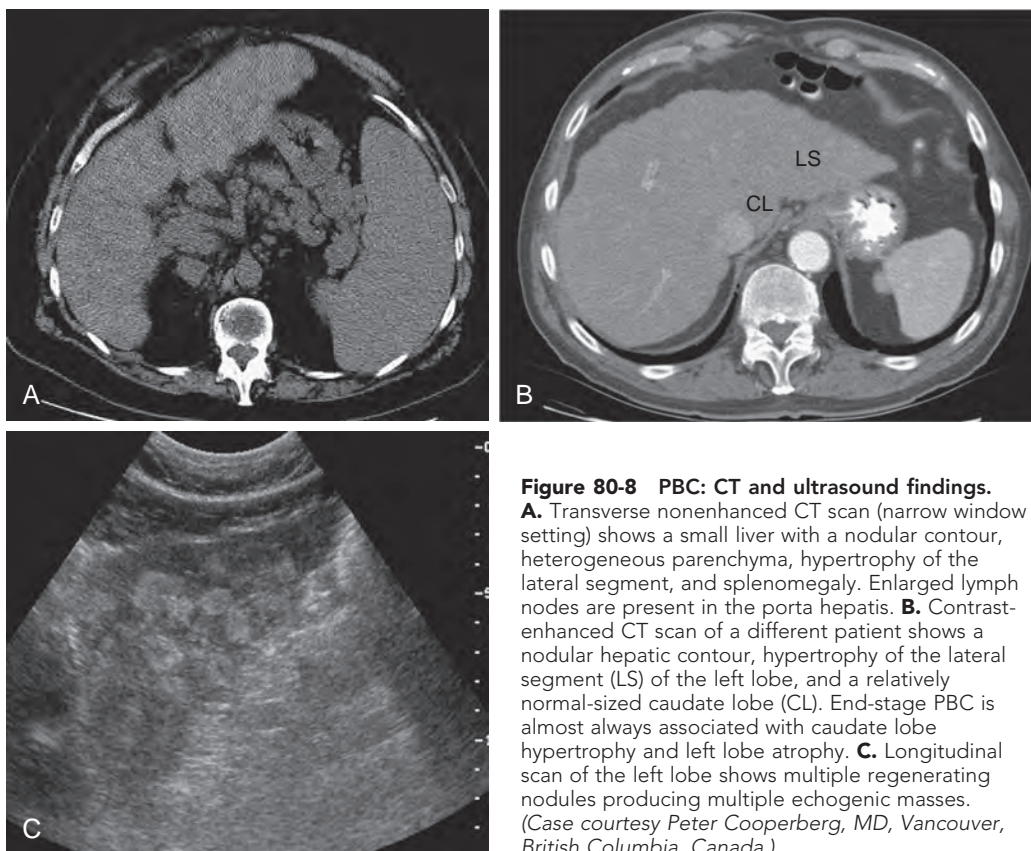 A
B
LS
CL
C
-0
-5
Figure 80-8 PBC: CT and ultrasound findings.
A. Transverse nonenhanced CT scan (narrow window
setting) shows a small liver with a nodular contour,
heterogeneous parenchyma, hypertrophy of the
lateral segment, and splenomegaly. Enlarged lymph
nodes are present in the porta hepatis. B. Contrast-
enhanced CT scan of a different patient shows a
nodular hepatic contour, hypertrophy of the lateral
segment (LS) of the left lobe, and a relatively
normal-sized caudate lobe (CL). End-stage PBC is
almost always associated with caudate lobe
hypertrophy and left lobe atrophy. C. Longitudinal
scan of the left lobe shows multiple regenerating
nodules producing multiple echogenic masses.
(Case courtesy Peter Cooperberg, MD, Vancouver,
British Columbia, Canada.)